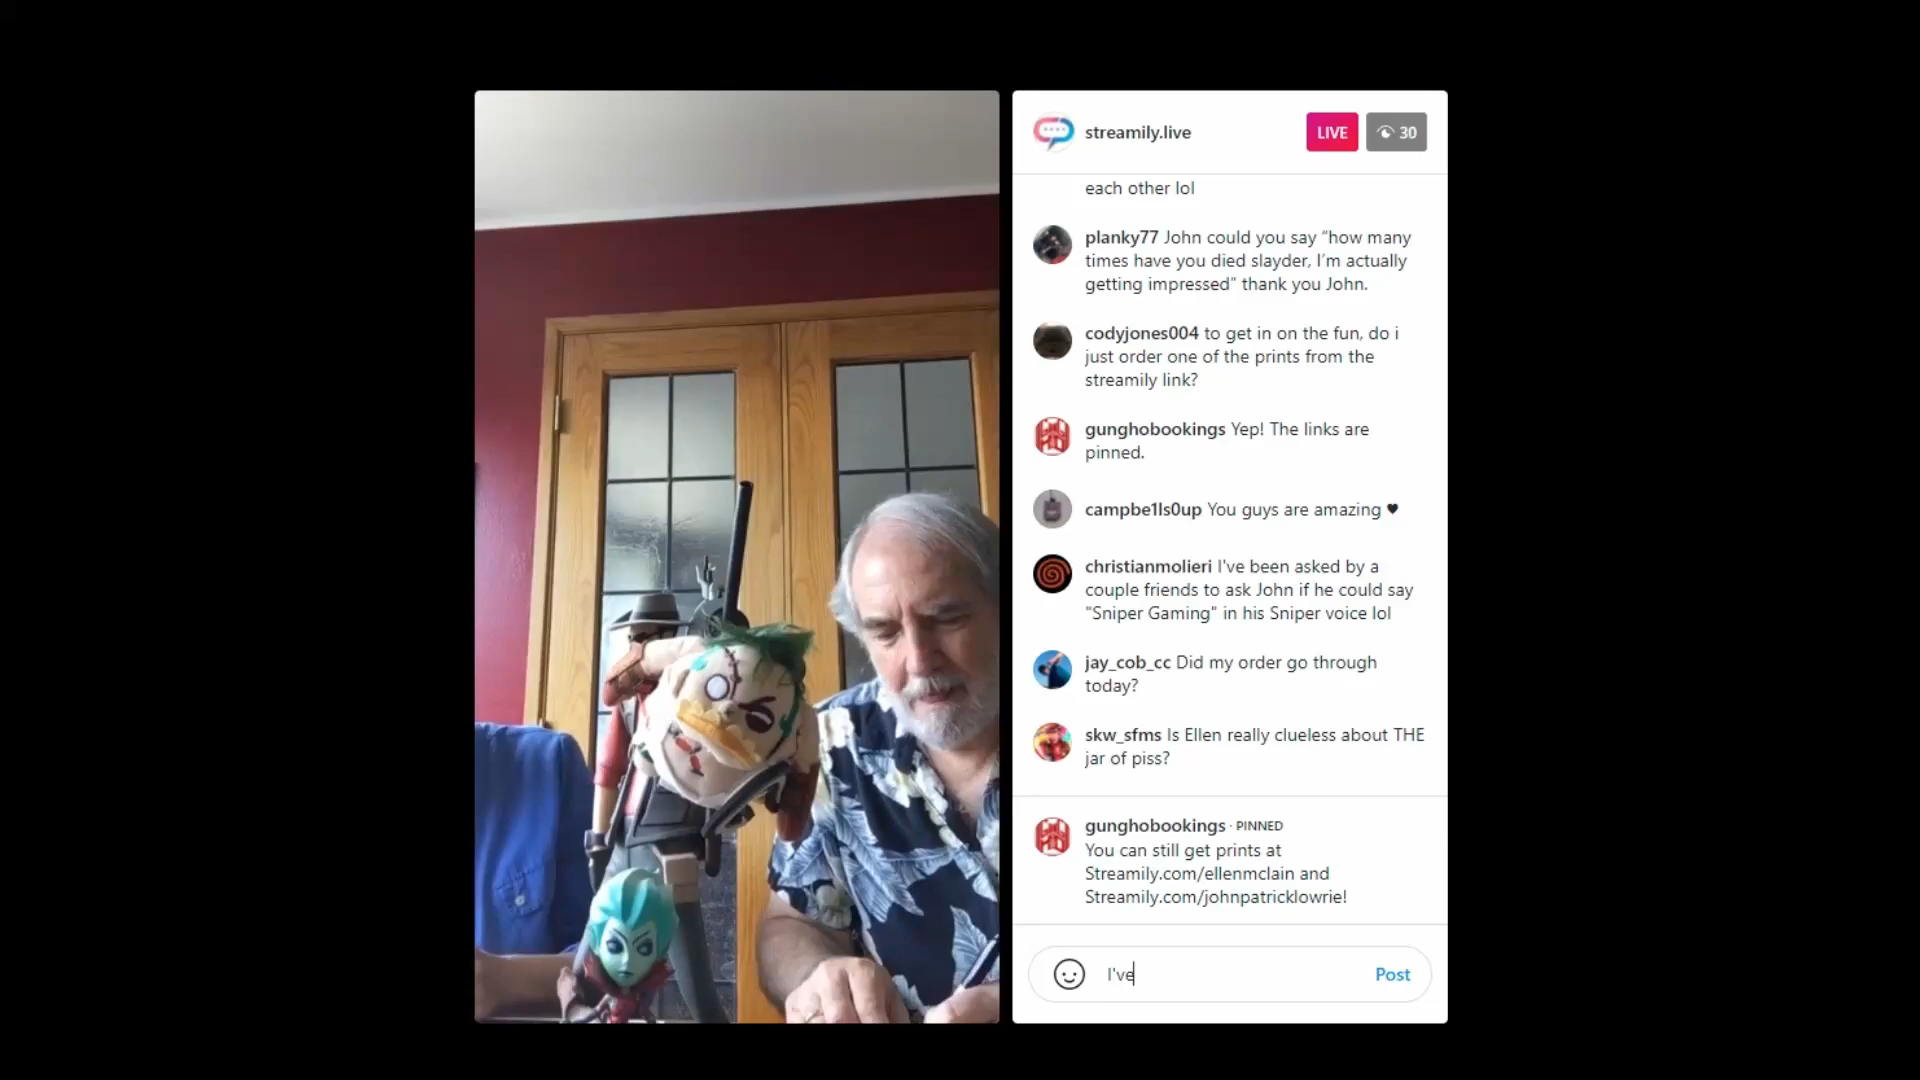 streamily.live
LIVE
30
each other lol
planky77 John could you say “how many
times have you died slayder, I’m actually
getting impressed” thank you John.
codyjones004 to get in on the fun, do i
just order one of the prints from the
streamily link?
gunghobookings Yep! The links are
pinned.
campbe1ls0up You guys are amazing ♥
christianmolieri I've been asked by a
couple friends to ask John if he could say
"Sniper Gaming" in his Sniper voice lol
jay_cob_cc Did my order go through
today?
skw_sfms Is Ellen really clueless about THE
jar of piss?
gunghobookings · PINNED
You can still get prints at
Streamily.com/ellenmclain and
Streamily.com/johnpatricklowrie!
I've
Post